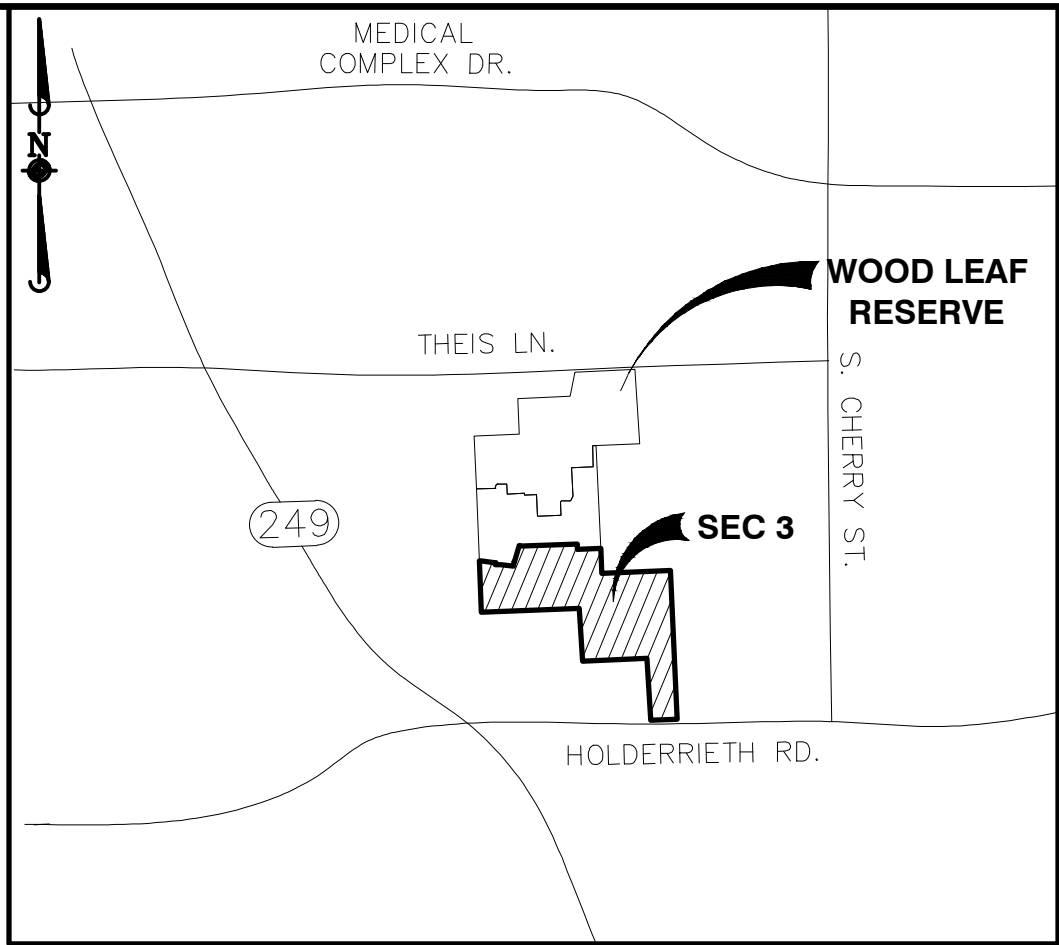 MEDICAL
COMPLEX DR.
N
WOOD LEAF
RESERVE
THEIS LN.
S. CHERRY ST.
249
SEC 3
HOLDERRIETH RD.